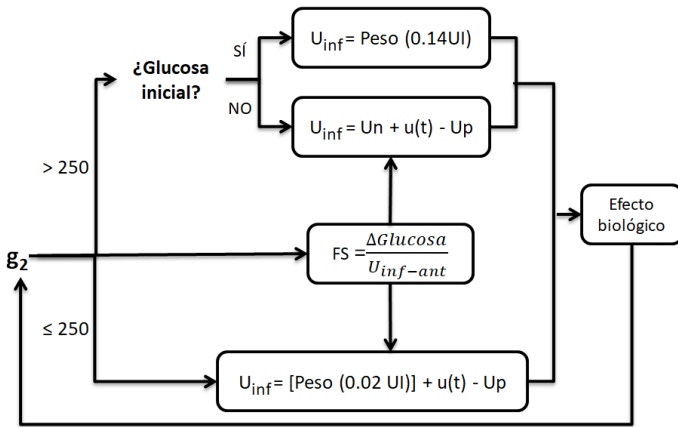 U_inf = Peso (0.14UI)
SÍ
¿Glucosa
inicial?
NO
U_inf = Un + u(t) - Up
> 250
Efecto
biológico
FS = ΔGlucosa
U_inf−ant
g₂
≤ 250
U_inf = [Peso (0.02 UI)] + u(t) - Up